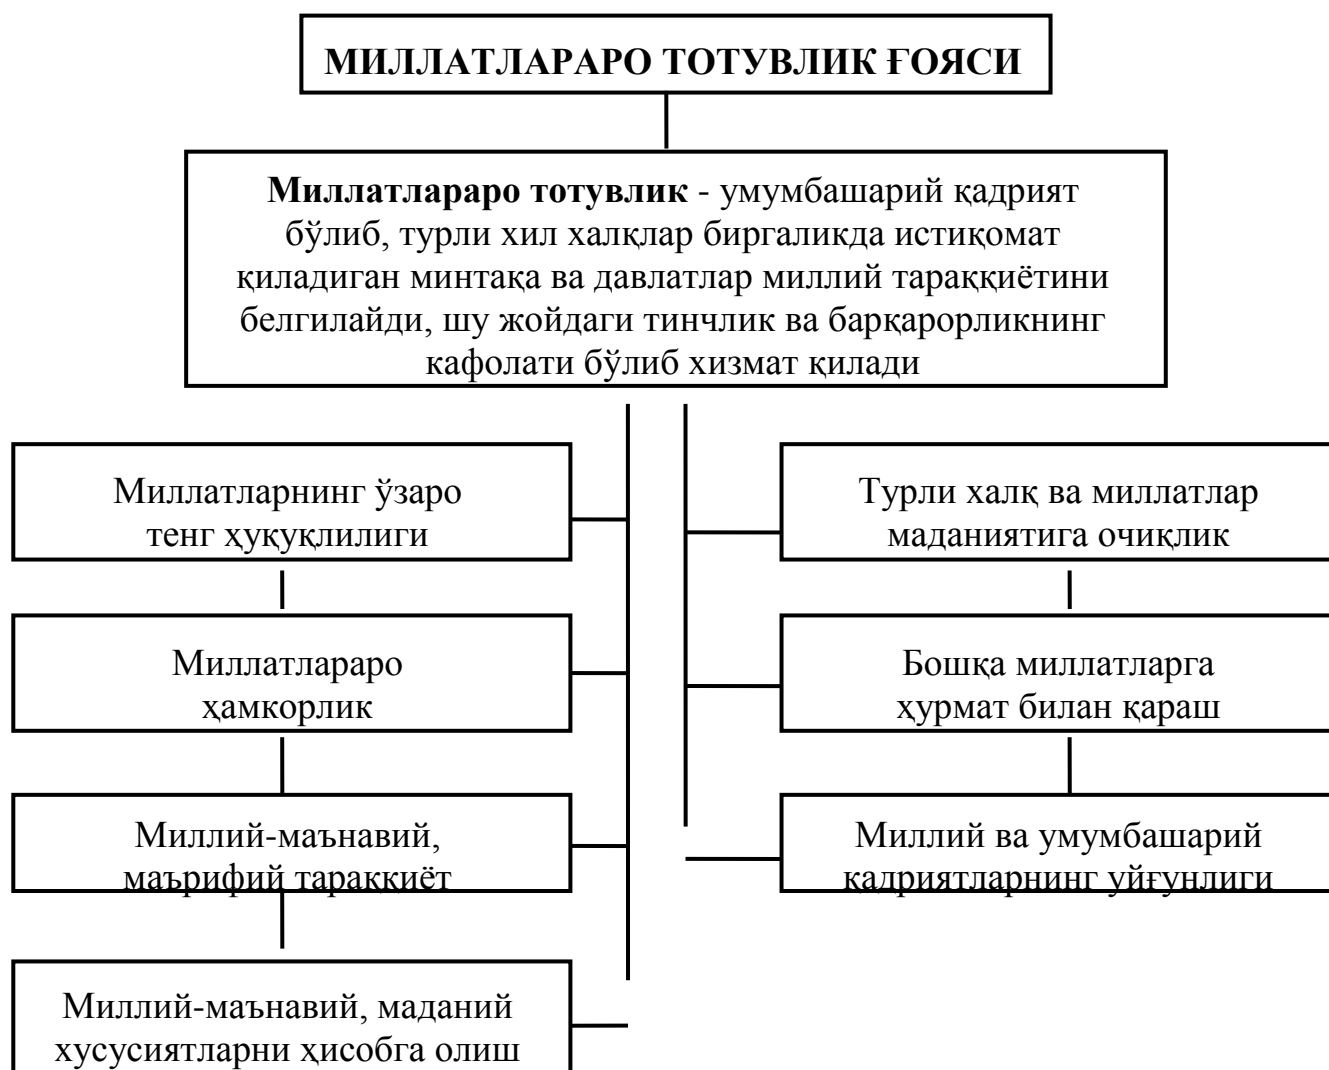 МИЛЛАТЛАРАРО ТОТУВЛИК ҒОЯСИ
Миллатлараро тотувлик - умумбашарий қадрият
бўлиб, турли хил халқлар биргаликда истиқомат
қиладиган минтақа ва давлатлар миллий тараққиётини
белгилайди, шу жойдаги тинчлик ва барқарорликнинг
кафолати бўлиб хизмат қилади
Миллатларнинг ўзаро
тенг ҳуқуқлилиги
Миллатлараро
ҳамкорлик
Миллий-маънавий,
маърифий тараққиёт
Миллий-маънавий, маданий
хусусиятларни ҳисобга олиш
Турли халқ ва миллатлар
маданиятига очиқлик
Бошқа миллатларга
ҳурмат билан қараш
Миллий ва умумбашарий
қадриятларнинг уйғунлиги